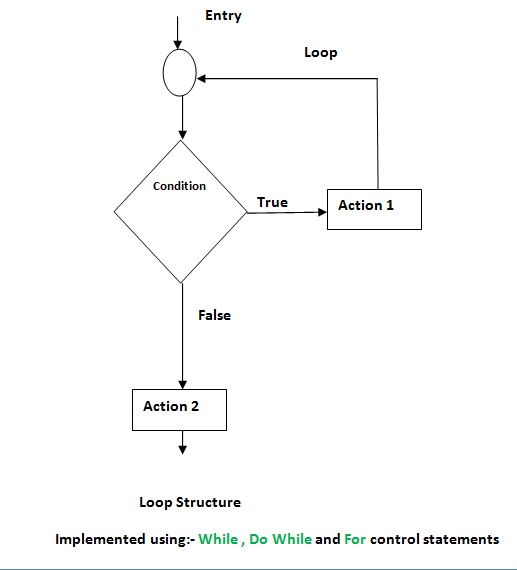 Entry
Loop
Condition
True
Action 1
False
Action 2
Loop Structure
Implemented using:- While , Do While and For control statements